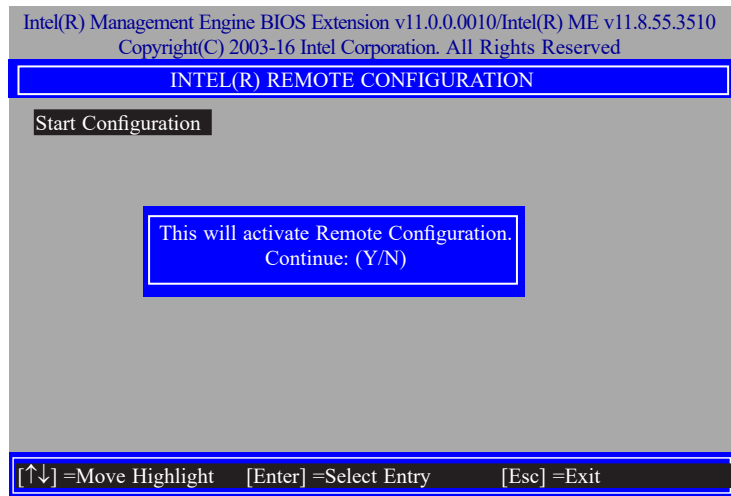 Intel(R) Management Engine BIOS Extension v11.0.0.0010/Intel(R) ME v11.8.55.3510
Copyright(C) 2003-16 Intel Corporation. All Rights Reserved
INTEL(R) REMOTE CONFIGURATION
Start Configuration
This will activate Remote Configuration.
Continue: (Y/N)
[↑↓] =Move Highlight [Enter] =Select Entry [Esc] =Exit